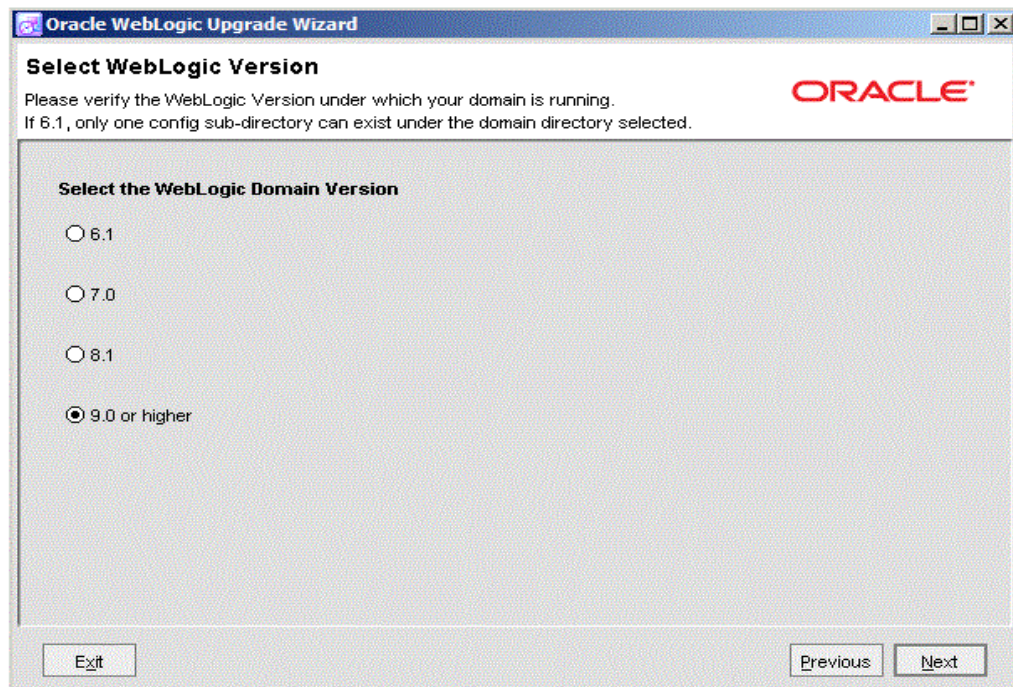 Oracle WebLogic Upgrade Wizard
Select WebLogic Version
Please verify the WebLogic Version under which your domain is running.
If 6.1, only one config sub-directory can exist under the domain directory selected.
ORACLE
Select the WebLogic Domain Version
6.1
7.0
8.1
9.0 or higher
Exit
Previous
Next